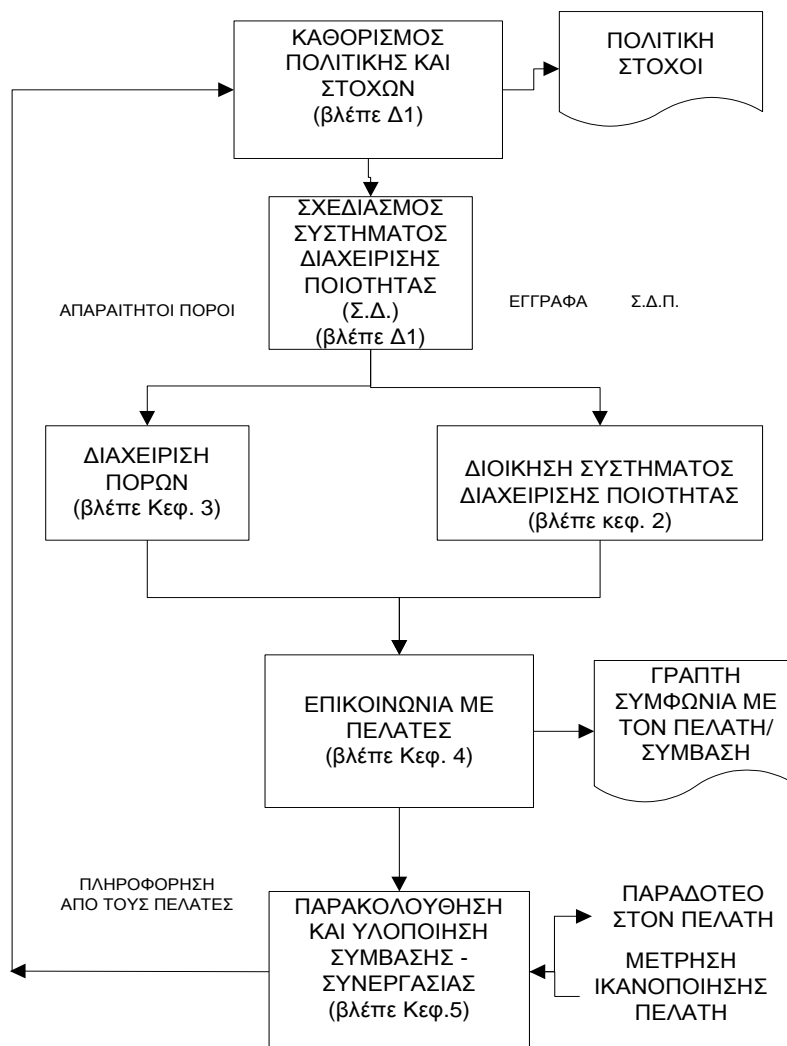 ΚΑΘΟΡΙΣΜΟΣ
ΠΟΛΙΤΙΚΗΣ ΚΑΙ
ΣΤΟΧΩΝ
(βλέπε Δ1)
ΠΟΛΙΤΙΚΗ
ΣΤΟΧΟΙ
ΣΧΕΔΙΑΣΜΟΣ
ΣΥΣΤΗΜΑΤΟΣ
ΔΙΑΧΕΙΡΙΣΗΣ
ΠΟΙΟΤΗΤΑΣ
(Σ.Δ.)
(βλέπε Δ1)
ΑΠΑΡΑΙΤΗΤΟΙ ΠΟΡΟΙ
ΕΓΓΡΑΦΑ Σ.Δ.Π.
ΔΙΑΧΕΙΡΙΣΗ
ΠΟΡΩΝ
(βλέπε Κεφ. 3)
ΔΙΟΙΚΗΣΗ ΣΥΣΤΗΜΑΤΟΣ
ΔΙΑΧΕΙΡΙΣΗΣ ΠΟΙΟΤΗΤΑΣ
(βλέπε κεφ. 2)
ΕΠΙΚΟΙΝΩΝΙΑ ΜΕ
ΠΕΛΑΤΕΣ
(βλέπε Κεφ. 4)
ΓΡΑΠΤΗ
ΣΥΜΦΩΝΙΑ ΜΕ
ΤΟΝ ΠΕΛΑΤΗ/
ΣΥΜΒΑΣΗ
ΠΛΗΡΟΦΟΡΗΣΗ
ΑΠΟ ΤΟΥΣ ΠΕΛΑΤΕΣ
ΠΑΡΑΚΟΛΟΥΘΗΣΗ
ΚΑΙ ΥΛΟΠΟΙΗΣΗ
ΣΥΜΒΑΣΗΣ -
ΣΥΝΕΡΓΑΣΙΑΣ
(βλέπε Κεφ.5)
ΠΑΡΑΔΟΤΕΟ
ΣΤΟΝ ΠΕΛΑΤΗ
ΜΕΤΡΗΣΗ
ΙΚΑΝΟΠΟΙΗΣΗΣ
ΠΕΛΑΤΗ